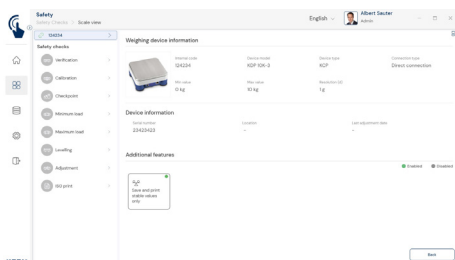 Safety
Safety Checks > Scale view
English
Albert Sauter
Admin
124234
Safety checks
Verification
Calibration
Checkpoint
Minimum load
Maximum load
Levelling
Adjustment
ISO print
Weighing device information
Internal code
124234
Device model
KDP 10K-3
Device type
KCP
Connection type
Direct connection
Min value
0 kg
Max value
10 kg
Resolution (d)
1 g
Device information
Serial number
23423423
Location
-
Last adjustment date
-
Additional features
Enabled
Disabled
Save and print
stable values
only
Back